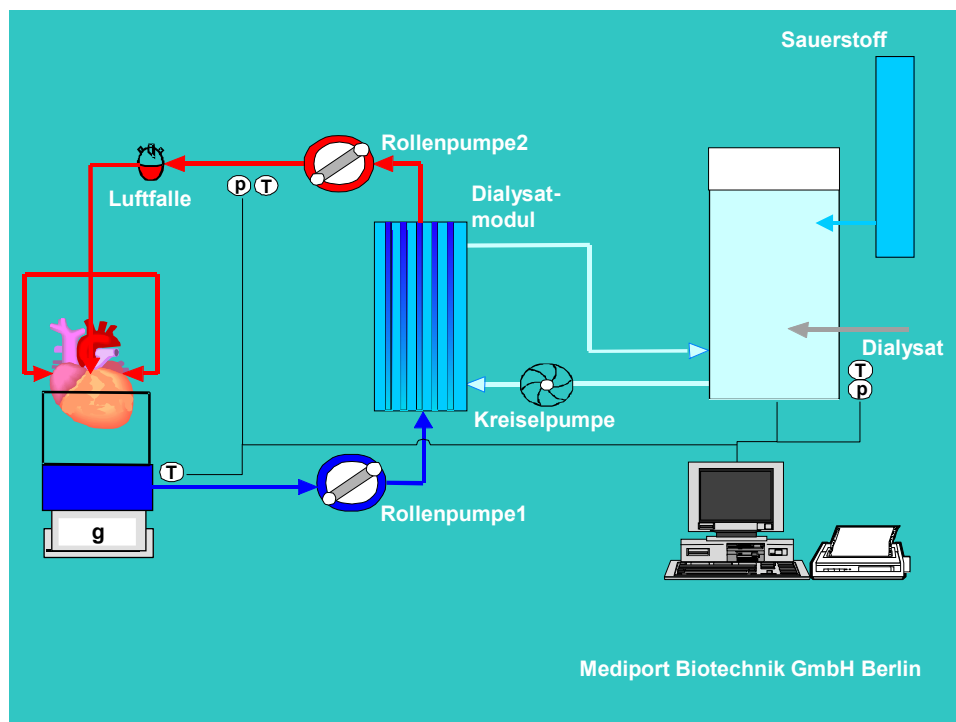 Sauerstoff
Rollenpumpe2
Luftfalle
p T
Dialysat-
modul
Dialysat
T
p
Kreiselpumpe
T
Rollenpumpe1
g
Mediport Biotechnik GmbH Berlin